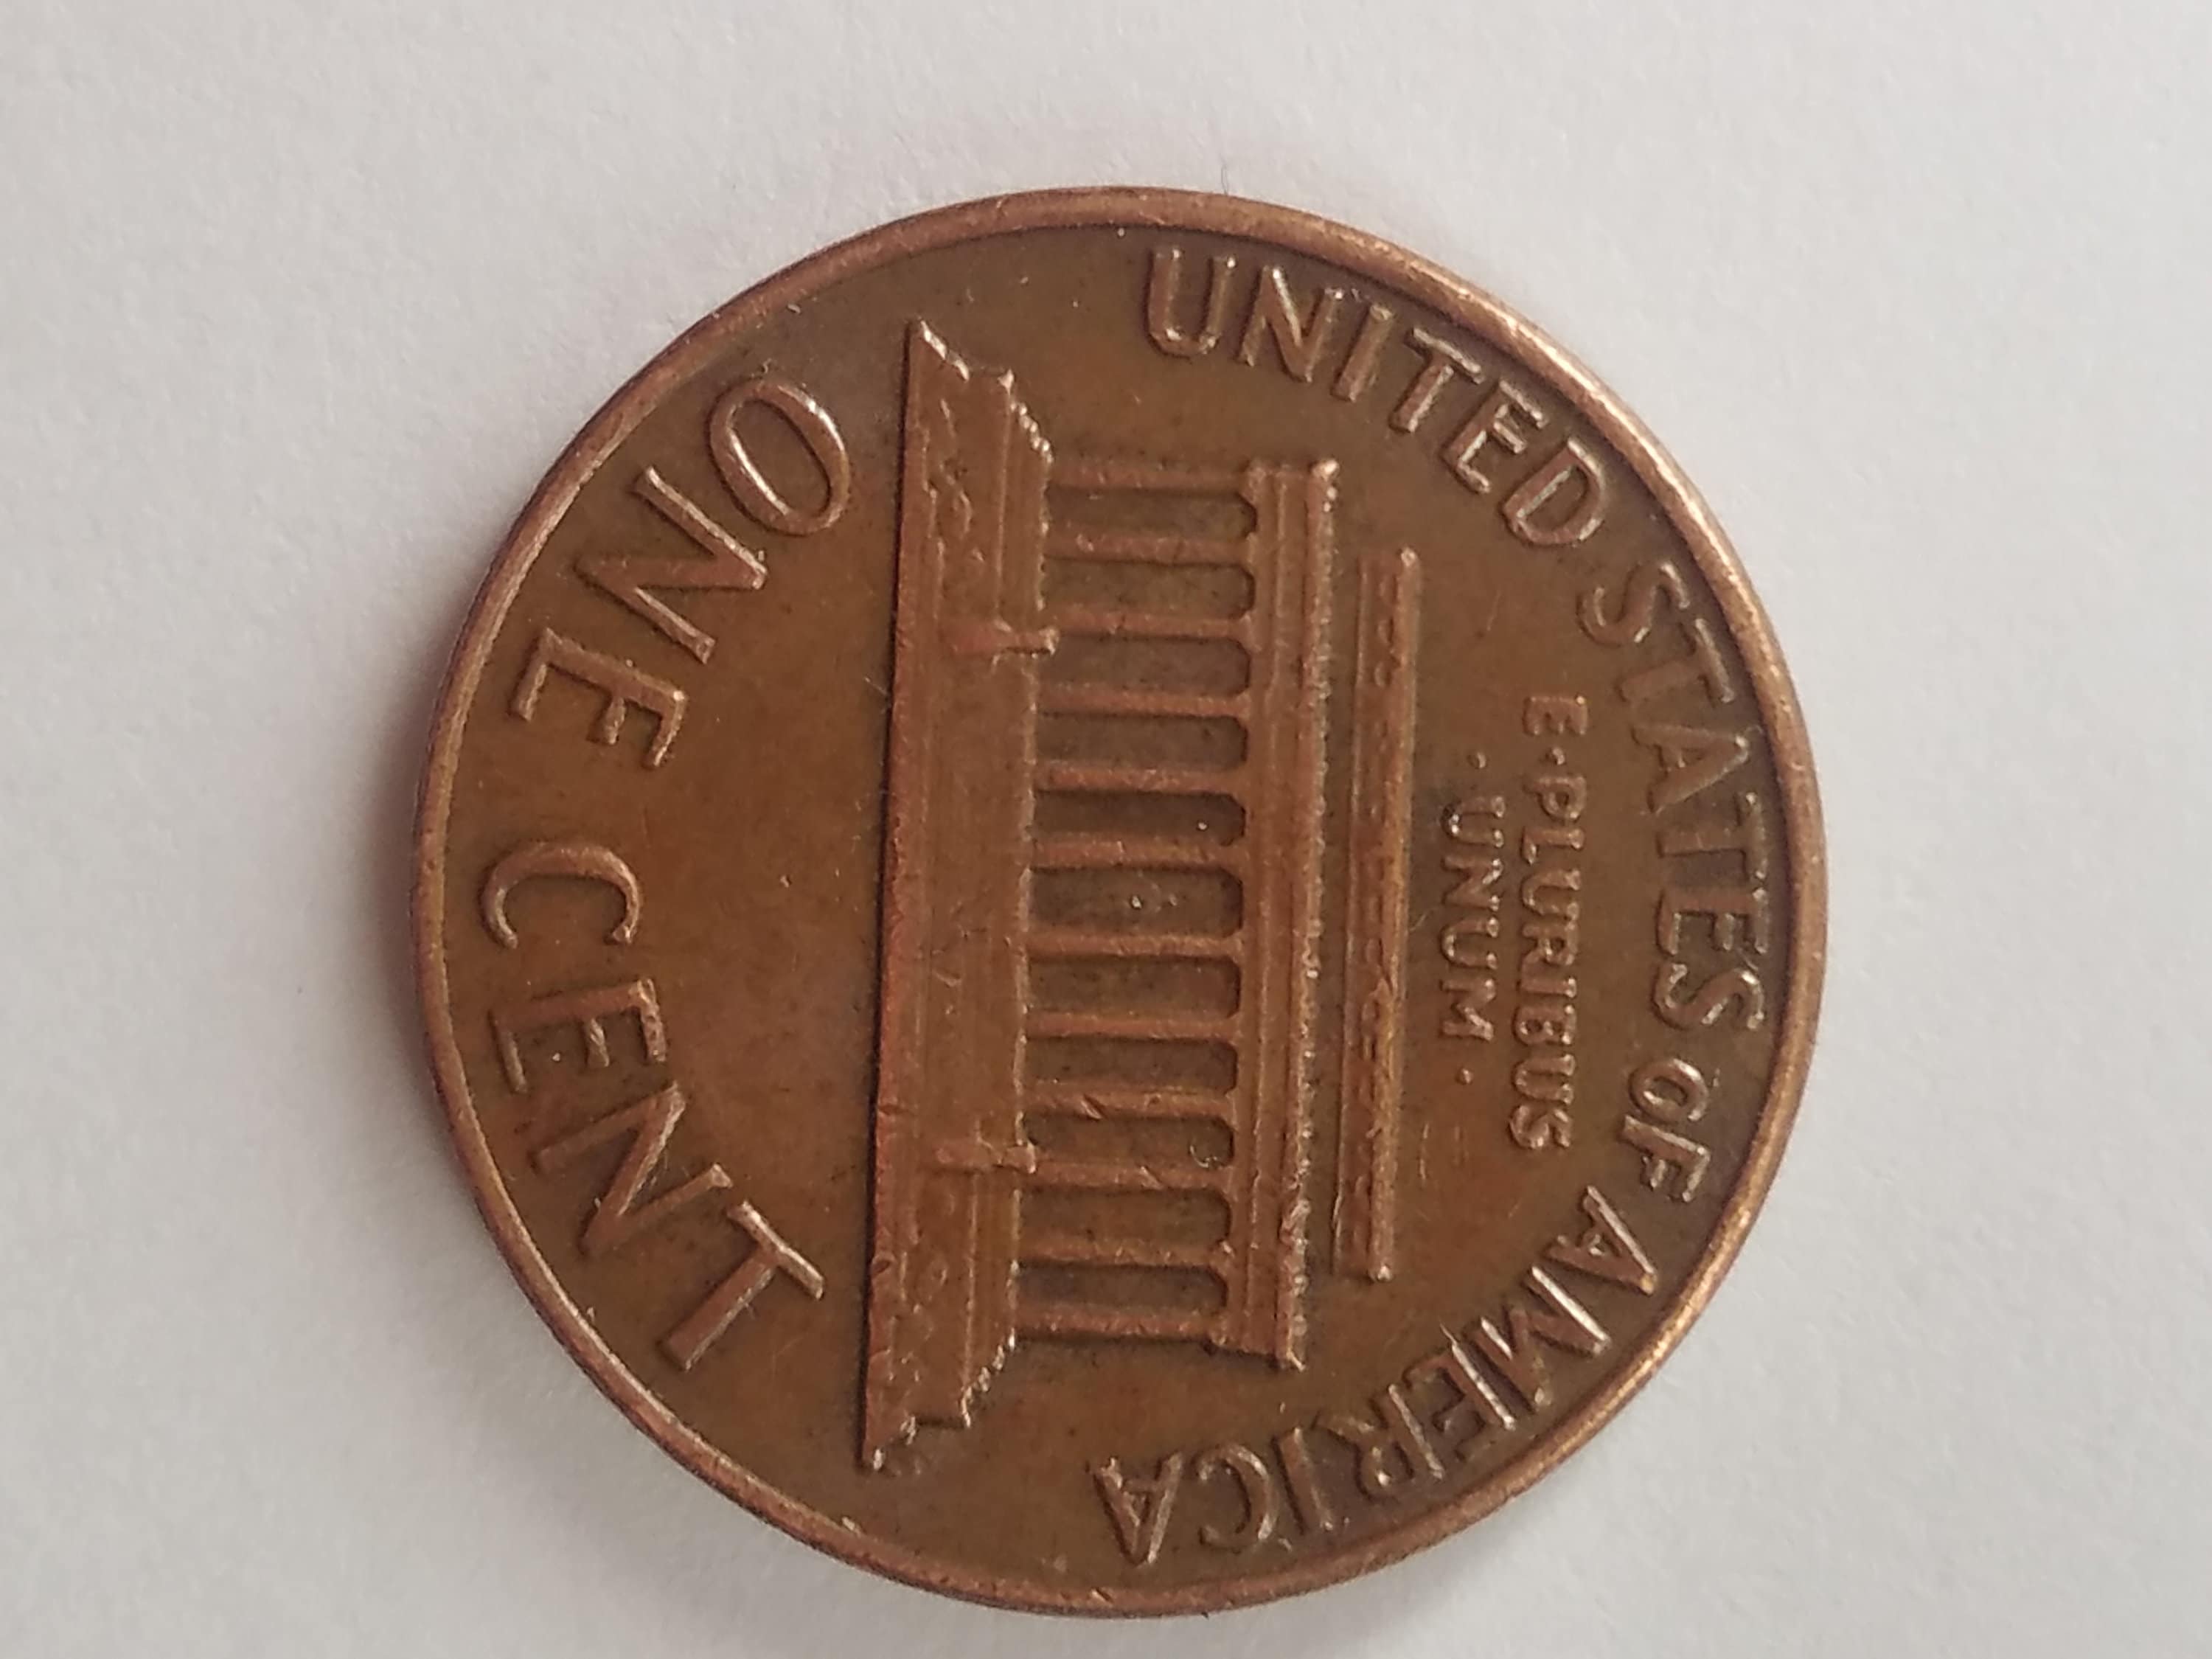 UNITED STATES OF AMERICA
E·PLURIBUS
·UNUM·
ONE CENT